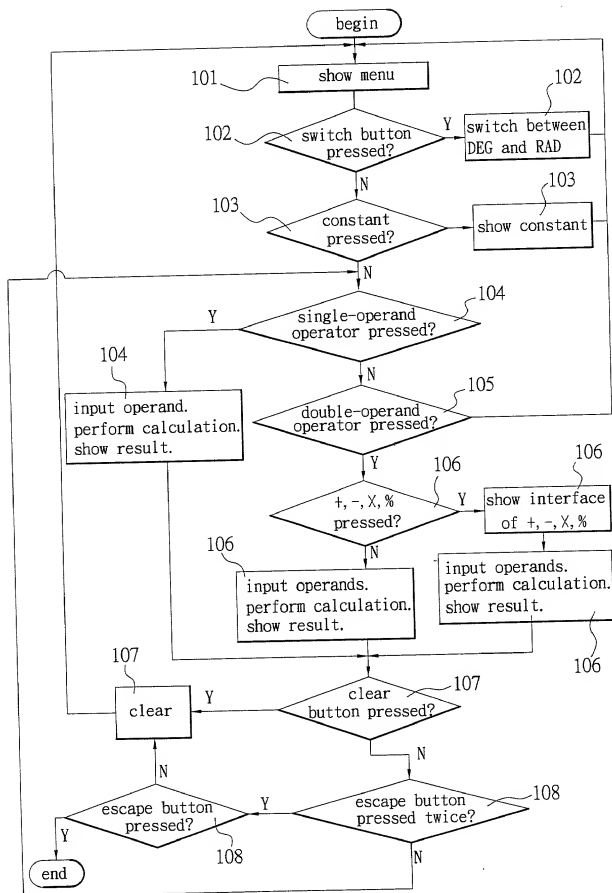 begin
101
show menu
102
switch button
pressed?
Y
102
switch between
DEG and RAD
N
103
constant
pressed?
103
show constant
N
104
single-operand
operator pressed?
Y
N
104
input operand.
perform calculation.
show result.
105
double-operand
operator pressed?
Y
106
+,-,X,%
pressed?
Y
106
show interface
of +,-,X,%
N
106
input operands.
perform calculation.
show result.
input operands.
perform calculation.
show result.
106
107
clear
button pressed?
Y
107
clear
N
N
108
escape button
pressed twice?
Y
escape button
pressed?
108
Y
N
end